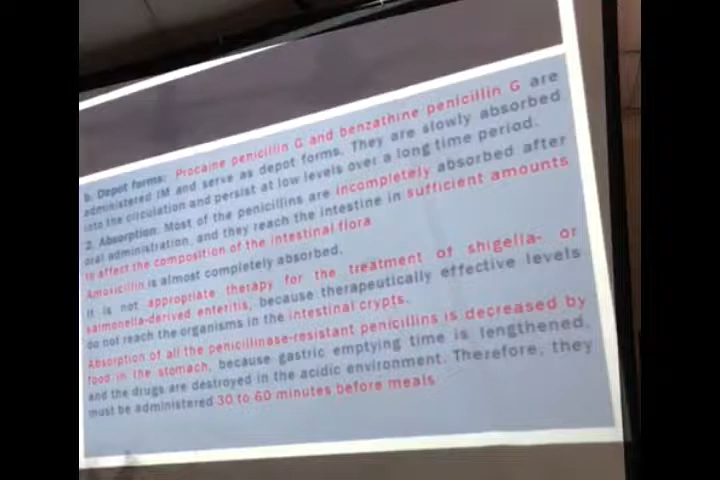 b. Depot forms: Procaine penicillin G and benzathine penicillin G are
administered IM and serve as depot forms. They are slowly absorbed
into the circulation and persist at low levels over a long time period.
2. Absorption: Most of the penicillins are incompletely absorbed after
oral administration, and they reach the intestine in sufficient amounts
to affect the composition of the intestinal flora
Amoxicillin is almost completely absorbed.
It is not appropriate therapy for the treatment of shigella- or
salmonella-derived enteritis, because therapeutically effective levels
do not reach the organisms in the intestinal crypts.
Absorption of all the penicillinase-resistant penicillins is decreased by
food in the stomach, because gastric emptying time is lengthened,
and the drugs are destroyed in the acidic environment. Therefore, they
must be administered 30 to 60 minutes before meals